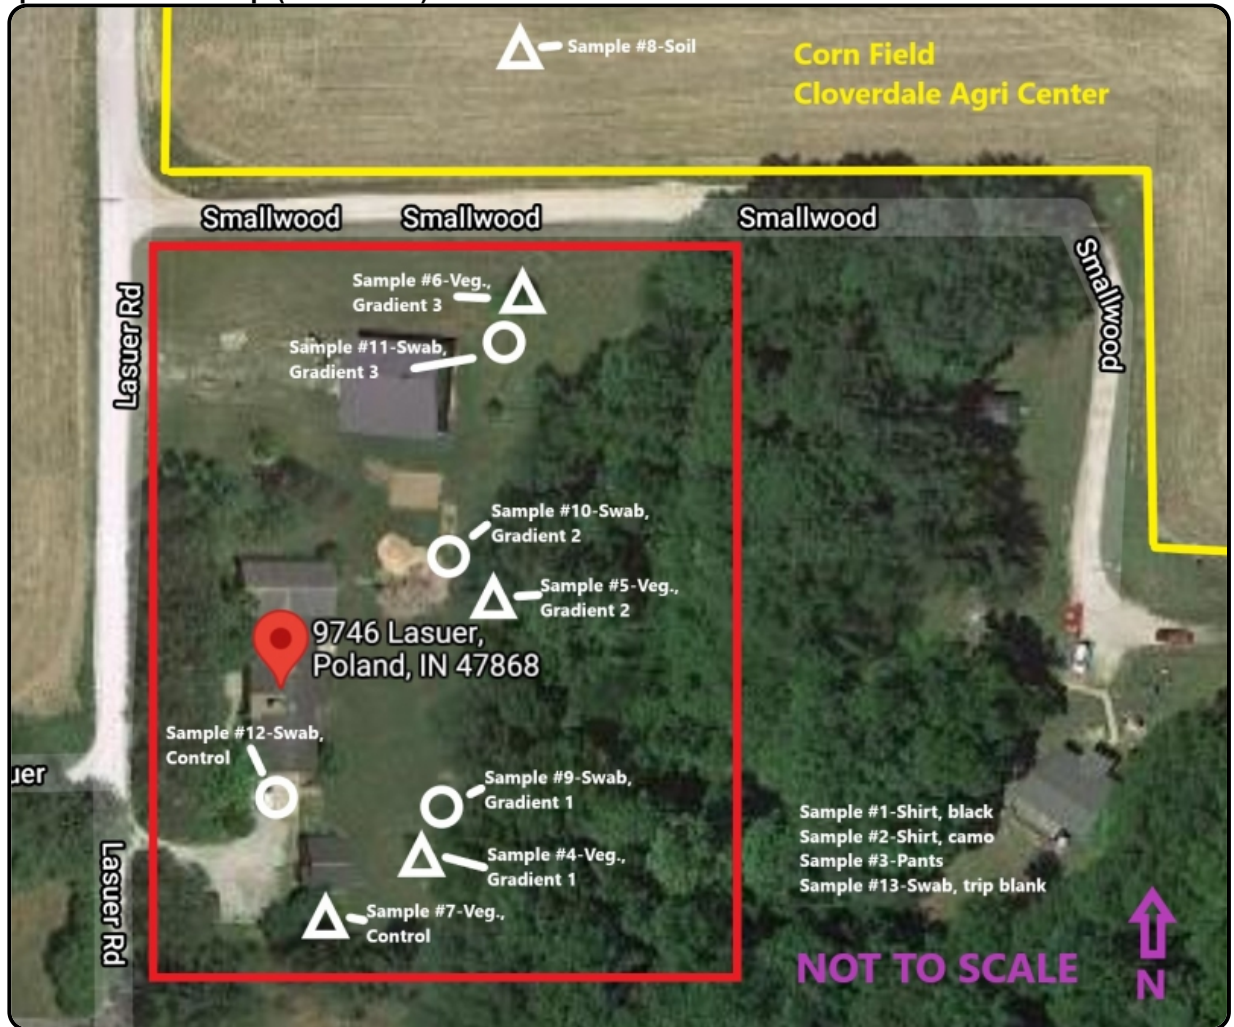 Sample #8-Soil
Corn Field
Cloverdale Agri Center
Smallwood
Smallwood
Smallwood
Smallwood
Lasuer Rd
Sample #6-Veg.,
Gradient 3
Sample #11-Swab,
Gradient 3
Sample #10-Swab,
Gradient 2
Sample #5-Veg.,
Gradient 2
9746 Lasuer,
Poland, IN 47868
Sample #12-Swab,
Control
uer
Sample #9-Swab,
Gradient 1
Sample #4-Veg.,
Gradient 1
Sample #7-Veg.,
Control
Lasuer Rd
Sample #1-Shirt, black
Sample #2-Shirt, camo
Sample #3-Pants
Sample #13-Swab, trip blank
NOT TO SCALE
N